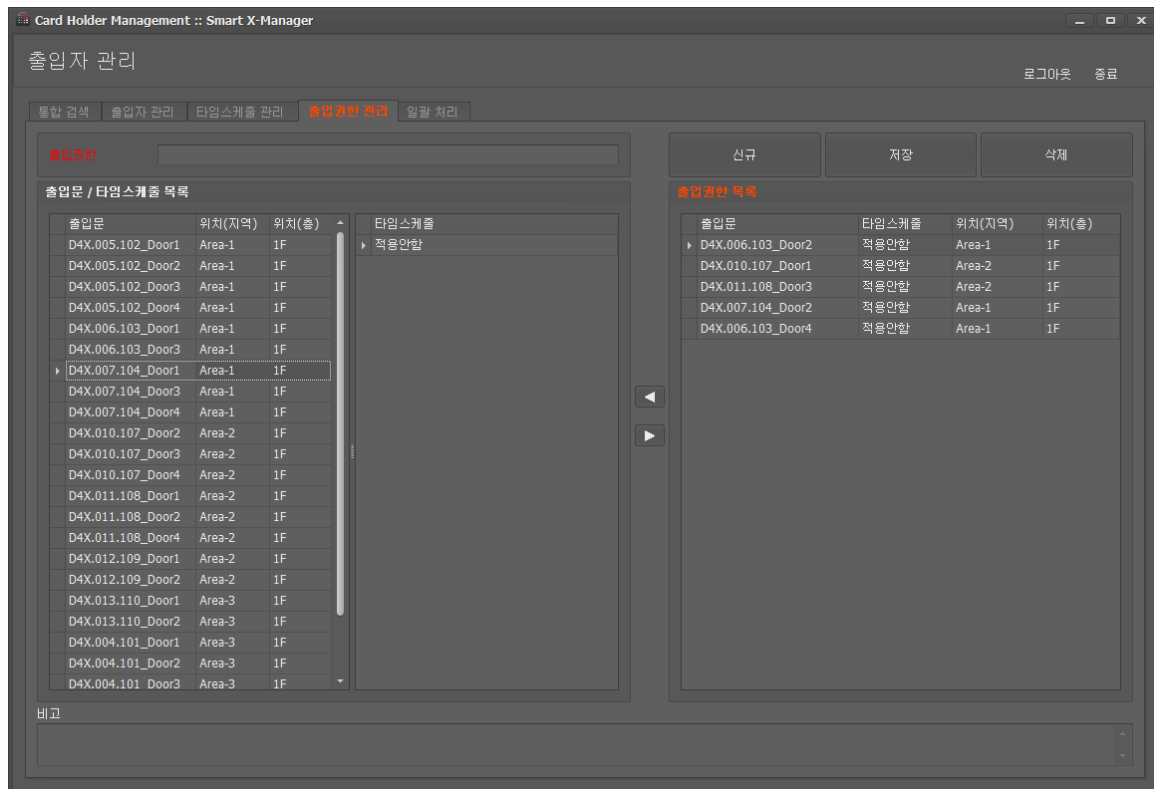 Card Holder Management :: Smart X-Manager
출입자 관리
로그아웃 종료
통합 검색 출입자 관리 타임스케줄 관리 출입권한 관리 일괄 처리
출입권한
신규 저장 삭제
출입문 / 타임스케줄 목록
출입문 위치(지역) 위치(층)
D4X.005.102_Door1 Area-1 1F
D4X.005.102_Door2 Area-1 1F
D4X.005.102_Door3 Area-1 1F
D4X.005.102_Door4 Area-1 1F
D4X.006.103_Door1 Area-1 1F
D4X.006.103_Door3 Area-1 1F
D4X.007.104_Door1 Area-1 1F
D4X.007.104_Door3 Area-1 1F
D4X.007.104_Door4 Area-1 1F
D4X.010.107_Door2 Area-2 1F
D4X.010.107_Door3 Area-2 1F
D4X.010.107_Door4 Area-2 1F
D4X.011.108_Door1 Area-2 1F
D4X.011.108_Door2 Area-2 1F
D4X.011.108_Door4 Area-2 1F
D4X.012.109_Door1 Area-2 1F
D4X.012.109_Door2 Area-2 1F
D4X.013.110_Door1 Area-3 1F
D4X.013.110_Door2 Area-3 1F
D4X.004.101_Door1 Area-3 1F
D4X.004.101_Door2 Area-3 1F
D4X.004.101_Door3 Area-3 1F
타임스케줄
적용안함
출입권한 목록
출입문 타임스케줄 위치(지역) 위치(층)
D4X.006.103_Door2 적용안함 Area-1 1F
D4X.010.107_Door1 적용안함 Area-2 1F
D4X.011.108_Door3 적용안함 Area-2 1F
D4X.007.104_Door2 적용안함 Area-1 1F
D4X.006.103_Door4 적용안함 Area-1 1F
비고